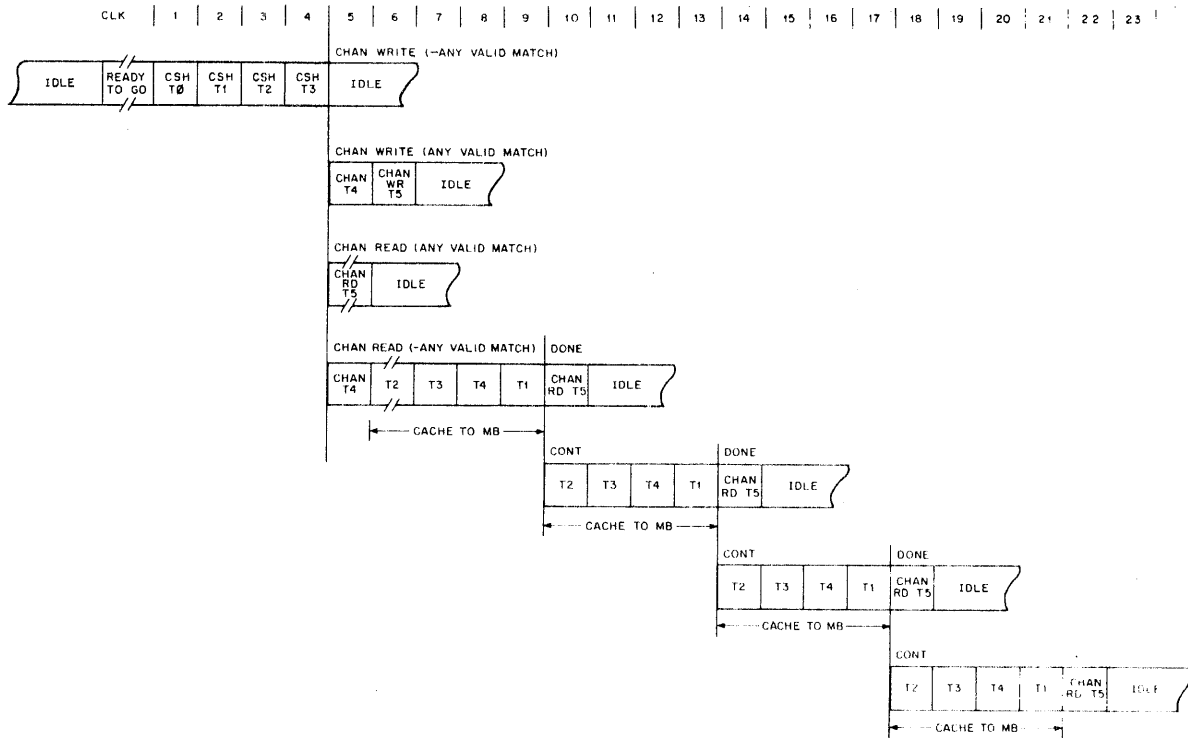 CLK 1 2 3 4 5 6 7 8 9 10 11 12 13 14 15 16 17 18 19 20 21 22 23
CHAN WRITE (-ANY VALID MATCH)
IDLE READY TO GO CSH TØ CSH T1 CSH T2 CSH T3 IDLE
CHAN WRITE (ANY VALID MATCH)
CHAN T4 CHAN WR T5 IDLE
CHAN READ (ANY VALID MATCH)
CHAN RD T5 IDLE
CHAN READ (-ANY VALID MATCH) DONE
CHAN T4 T2 T3 T4 T1 CHAN RD T5 IDLE
CACHE TO MB
CONT DONE
T2 T3 T4 T1 CHAN RD T5 IDLE
CACHE TO MB
CONT DONE
T2 T3 T4 T1 CHAN RD T5 IDLE
CACHE TO MB
CONT
T2 T3 T4 T1 CHAN RD T5 IDLE
CACHE TO MB